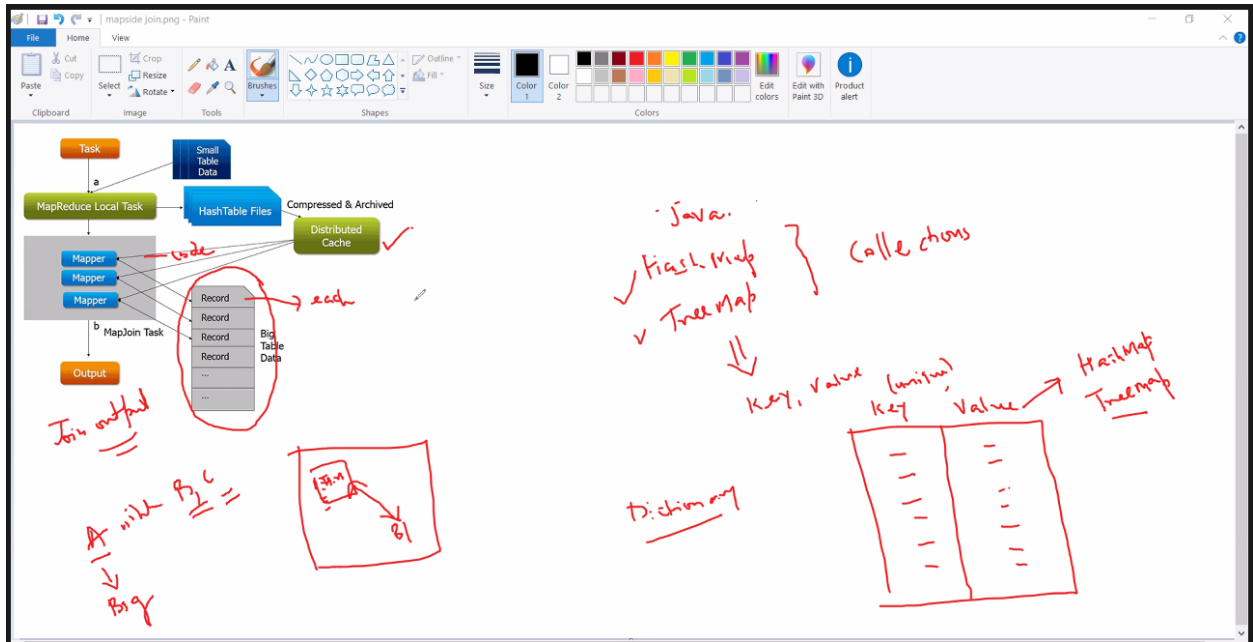 mapside join.png - Paint
File Home View
Cut
Copy
Paste
Clipboard
Crop
Resize
Rotate
Select
Image
Tools
Brushes
Outline
Fill
Shapes
Size
Color 1
Color 2
Edit colors
Colors
Edit with Paint 3D
Product alert
Task
Small Table Data
a
MapReduce Local Task
HashTable Files
Compressed & Archived
Distributed Cache
Mapper
Mapper
Mapper
code
Record
Record
Record
Record
...
...
each
Big Table Data
b
MapJoin Task
Output
Join output
A with B, C
Big
B1
Java.
HashMap
TreeMap
Collections
Key, Value
(unique)
Key Value
HashMap
TreeMap
Dictionary